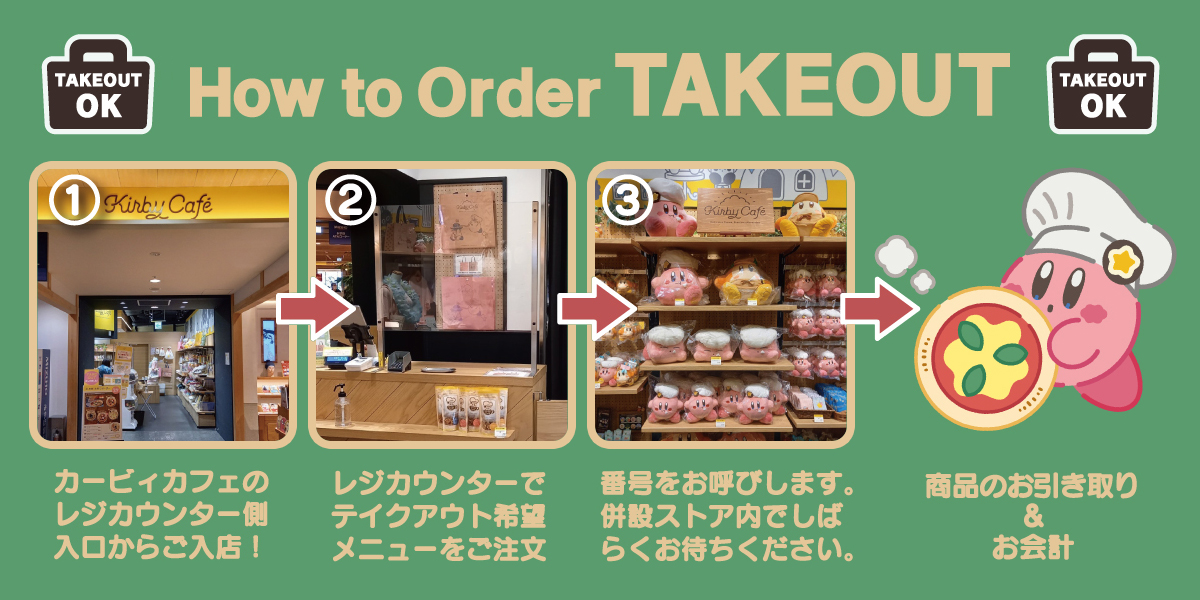 TAKEOUT
OK
How to Order TAKEOUT
TAKEOUT
OK
①
Kirby Café
②
③
Kirby Café
カービィカフェの
レジカウンター側
入口からご入店！
レジカウンターで
テイクアウト希望
メニューをご注文
番号をお呼びします。
併設ストア内でしば
らくお待ちください。
商品のお引き取り
&
お会計